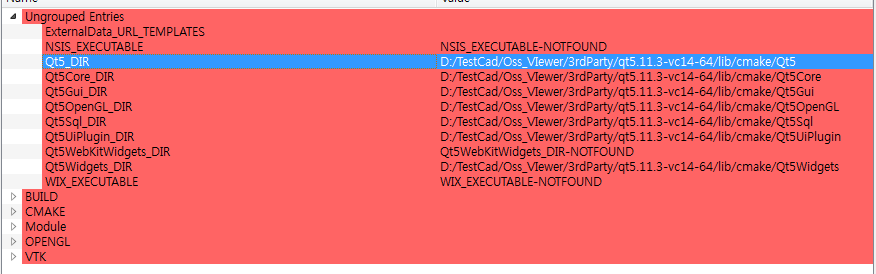 Ungrouped Entries
ExternalData_URL_TEMPLATES
NSIS_EXECUTABLE NSIS_EXECUTABLE-NOTFOUND
Qt5_DIR D:/TestCad/Oss_VIewer/3rdParty/qt5.11.3-vc14-64/lib/cmake/Qt5
Qt5Core_DIR D:/TestCad/Oss_VIewer/3rdParty/qt5.11.3-vc14-64/lib/cmake/Qt5Core
Qt5Gui_DIR D:/TestCad/Oss_VIewer/3rdParty/qt5.11.3-vc14-64/lib/cmake/Qt5Gui
Qt5OpenGL_DIR D:/TestCad/Oss_VIewer/3rdParty/qt5.11.3-vc14-64/lib/cmake/Qt5OpenGL
Qt5Sql_DIR D:/TestCad/Oss_VIewer/3rdParty/qt5.11.3-vc14-64/lib/cmake/Qt5Sql
Qt5UiPlugin_DIR D:/TestCad/Oss_VIewer/3rdParty/qt5.11.3-vc14-64/lib/cmake/Qt5UiPlugin
Qt5WebKitWidgets_DIR Qt5WebKitWidgets_DIR-NOTFOUND
Qt5Widgets_DIR D:/TestCad/Oss_VIewer/3rdParty/qt5.11.3-vc14-64/lib/cmake/Qt5Widgets
WIX_EXECUTABLE WIX_EXECUTABLE-NOTFOUND
BUILD
CMAKE
Module
OPENGL
VTK